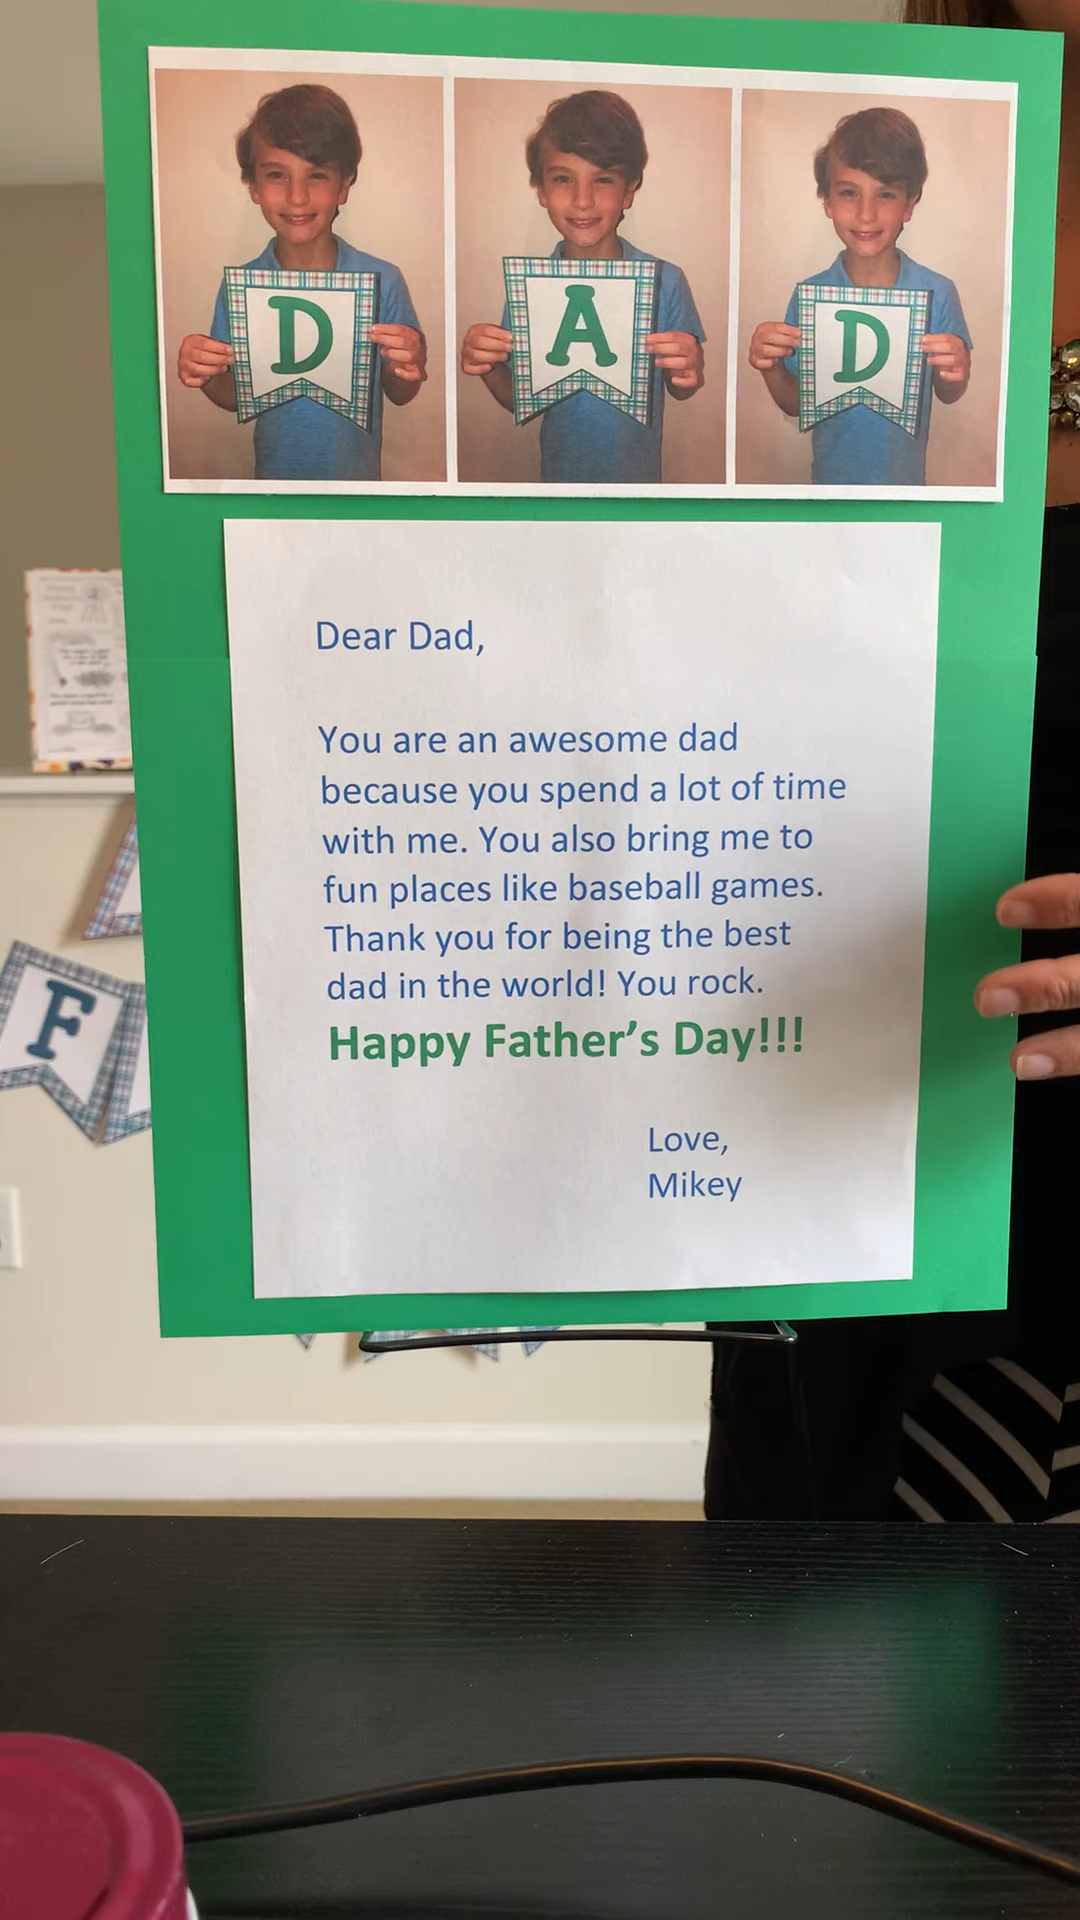 D A D
Dear Dad,
You are an awesome dad
because you spend a lot of time
with me. You also bring me to
fun places like baseball games.
Thank you for being the best
dad in the world! You rock.
Happy Father's Day!!!
Love,
Mikey
F